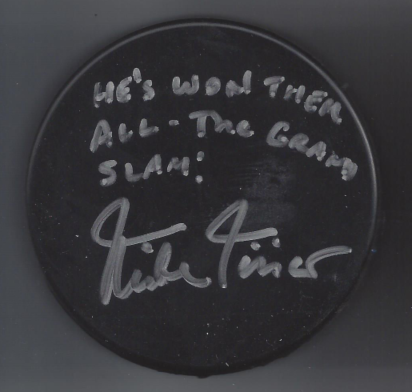 HE'S WON THEM
ALL - THE GRAND
SLAM!